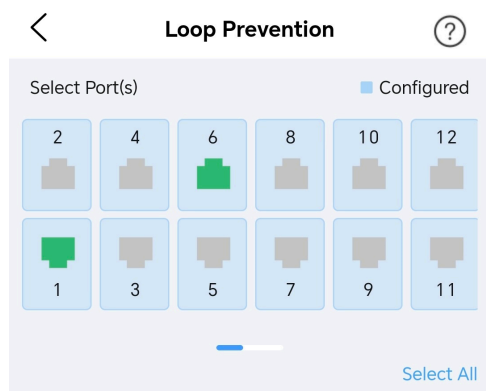 Loop Prevention
?
Select Port(s)
Configured
2 4 6 8 10 12
1 3 5 7 9 11
Select All